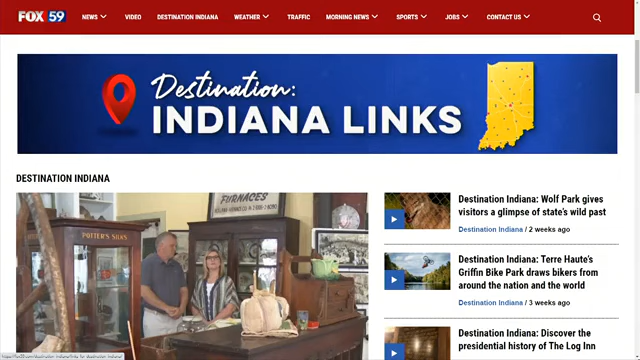 FOX 59
NEWS
VIDEO
DESTINATION INDIANA
WEATHER
TRAFFIC
MORNING NEWS
SPORTS
JOBS
CONTACT US
Destination:
INDIANA LINKS
DESTINATION INDIANA
FURNACES
POTTER'S SILKS
Destination Indiana: Wolf Park gives
visitors a glimpse of state's wild past
Destination Indiana / 2 weeks ago
Destination Indiana: Terre Haute's
Griffin Bike Park draws bikers from
around the nation and the world
Destination Indiana / 3 weeks ago
Destination Indiana: Discover the
presidential history of The Log Inn